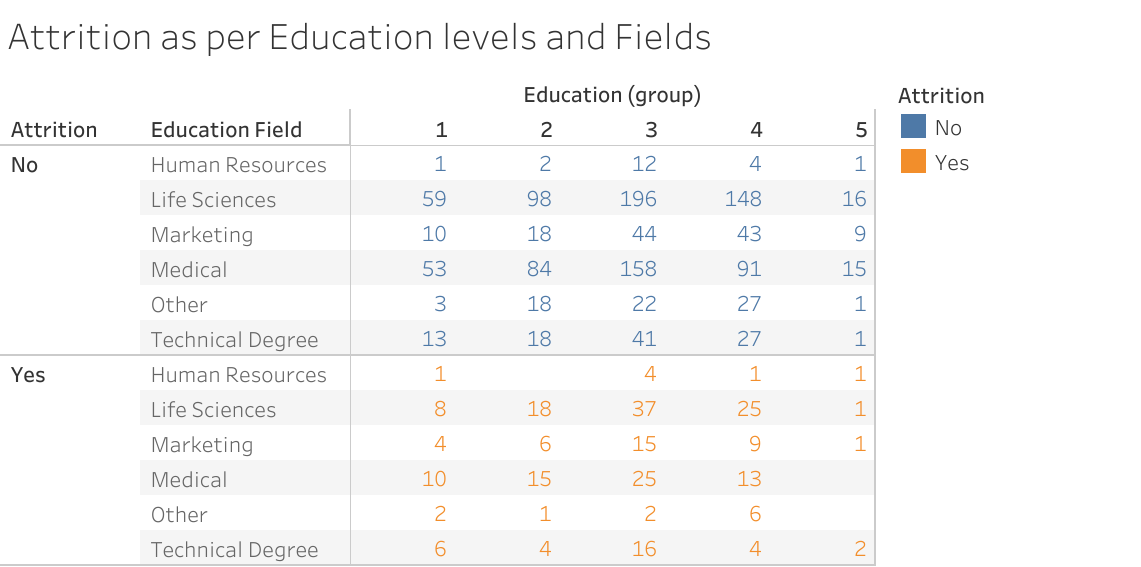 Attrition as per Education levels and Fields
Education (group)
Attrition Education Field 1 2 3 4 5
No Human Resources 1 2 12 4 1
Life Sciences 59 98 196 148 16
Marketing 10 18 44 43 9
Medical 53 84 158 91 15
Other 3 18 22 27 1
Technical Degree 13 18 41 27 1
Yes Human Resources 1 4 1 1
Life Sciences 8 18 37 25 1
Marketing 4 6 15 9 1
Medical 10 15 25 13
Other 2 1 2 6
Technical Degree 6 4 16 4 2
Attrition
No
Yes